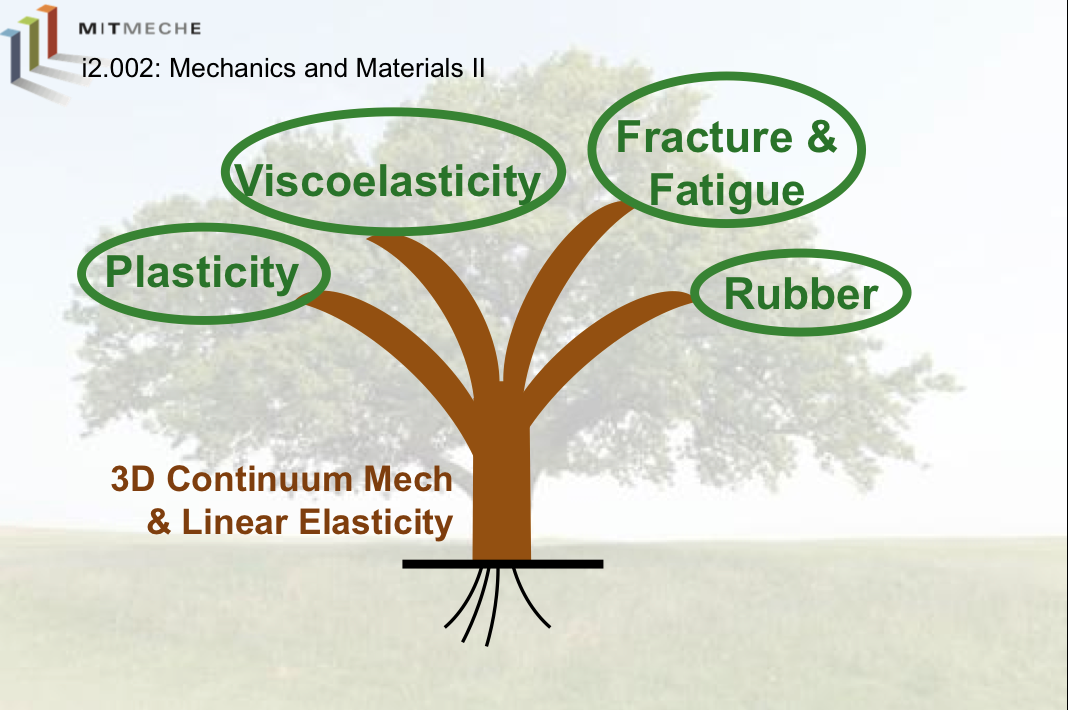 MITMECHE
i2.002: Mechanics and Materials II
Fracture &
Fatigue
Viscoelasticity
Plasticity
Rubber
3D Continuum Mech
& Linear Elasticity